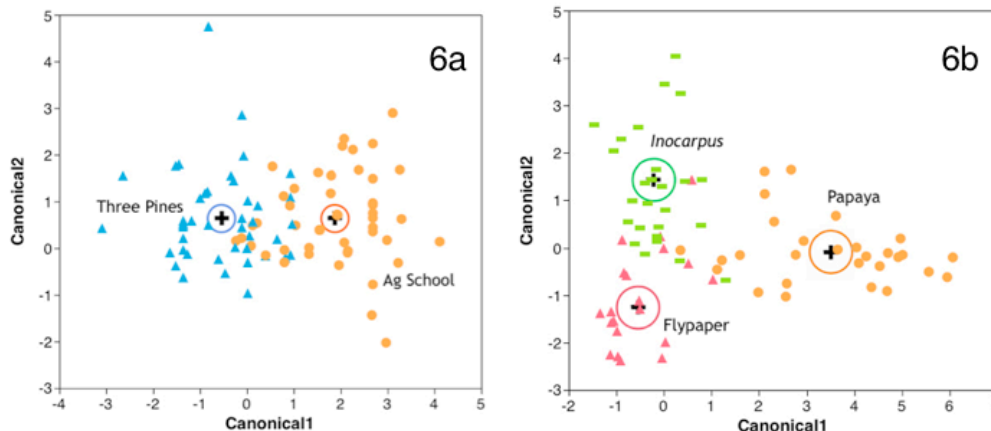 6a
5
4
3
2
1
0
-1
-2
-3
Canonical2
Three Pines
Ag School
-4 -3 -2 -1 0 1 2 3 4 5
Canonical1
6b
5
4
3
2
1
0
-1
-2
-3
Canonical2
Inocarpus
Papaya
Flypaper
-2 -1 0 1 2 3 4 5 6
Canonical1